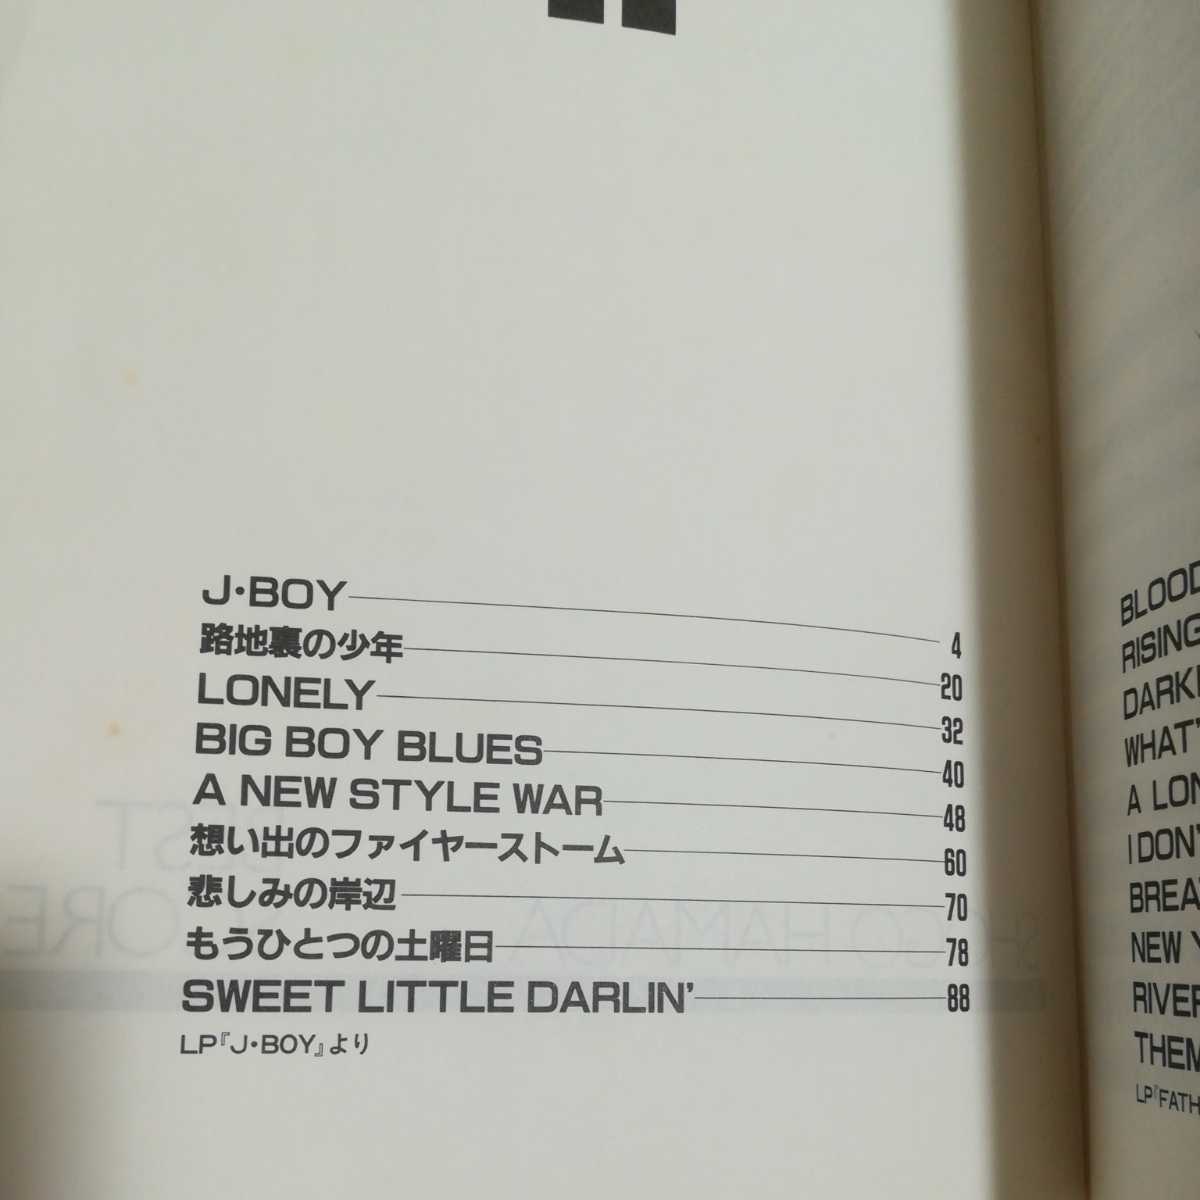 J・BOY 4
路地裏の少年 20
LONELY 32
BIG BOY BLUES 40
A NEW STYLE WAR 48
想い出のファイヤーストーム 60
悲しみの岸辺 70
もうひとつの土曜日 78
SWEET LITTLE DARLIN' 88
LP『J・BOY』より
BLOOD
RISING
DARK
WHAT'
A LON
I DON'
BREA
NEW Y
RIVER
THEM
LP『FATH